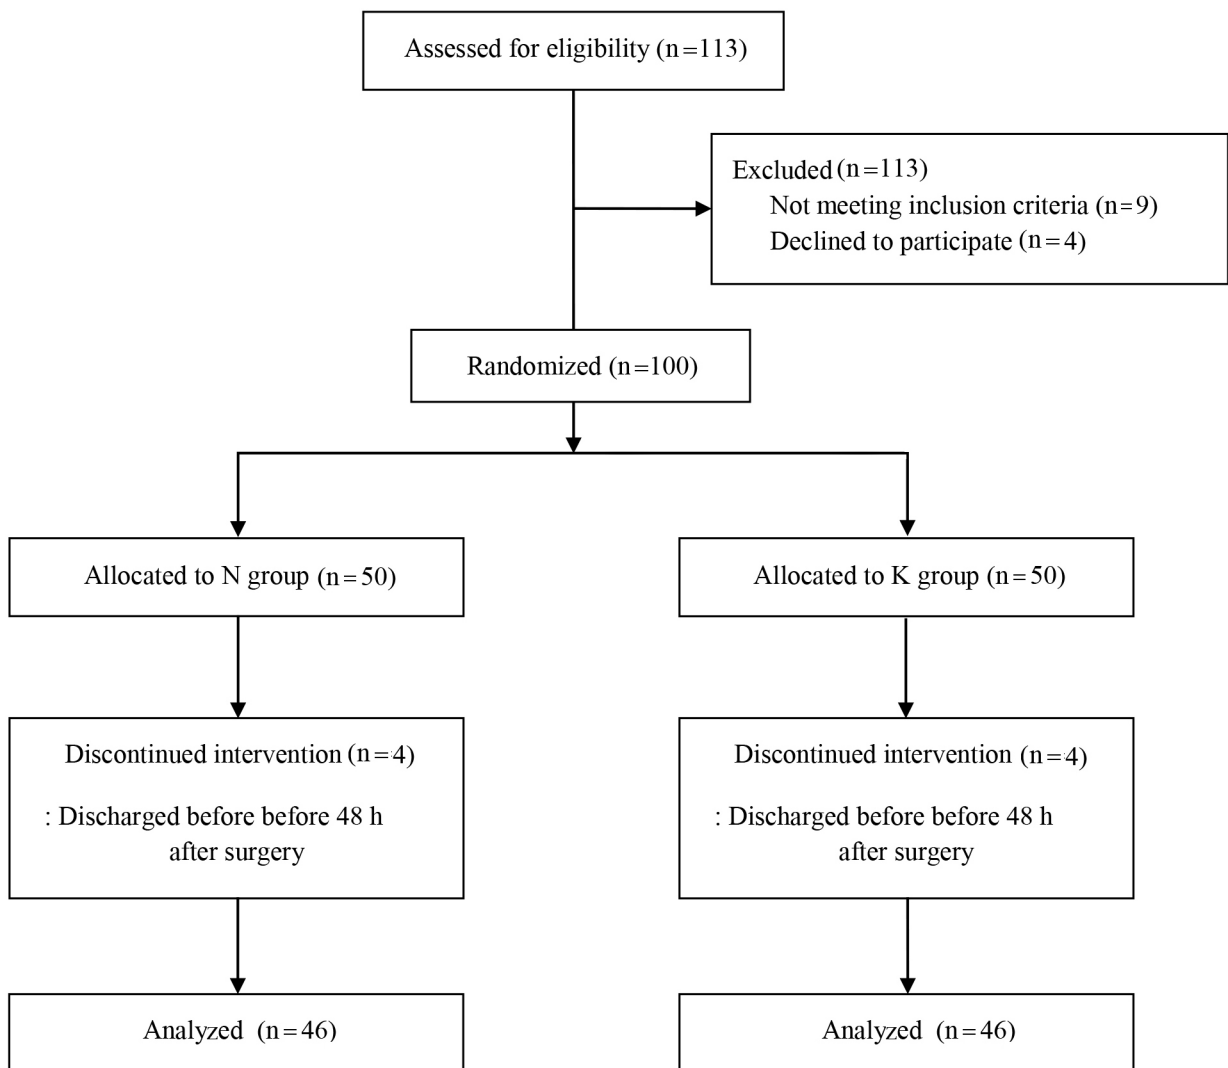 Assessed for eligibility (n=113)
Excluded (n=113)
Not meeting inclusion criteria (n=9)
Declined to participate (n=4)
Randomized (n=100)
Allocated to N group (n=50)
Allocated to K group (n=50)
Discontinued intervention (n=4)
: Discharged before before 48 h
after surgery
Discontinued intervention (n=4)
: Discharged before before 48 h
after surgery
Analyzed (n=46)
Analyzed (n=46)